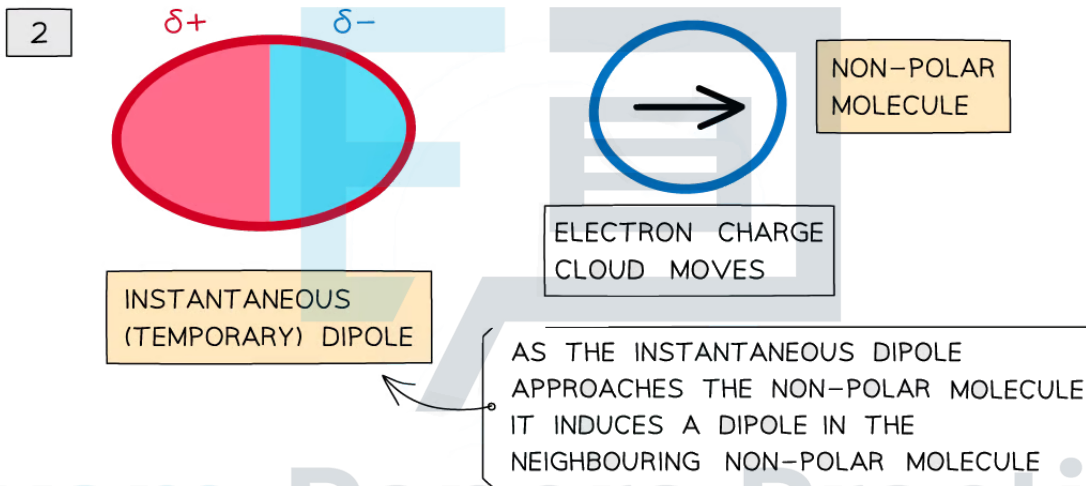 2
δ+ δ−
NON-POLAR
MOLECULE
ELECTRON CHARGE
CLOUD MOVES
INSTANTANEOUS
(TEMPORARY) DIPOLE
AS THE INSTANTANEOUS DIPOLE
APPROACHES THE NON-POLAR MOLECULE
IT INDUCES A DIPOLE IN THE
NEIGHBOURING NON-POLAR MOLECULE